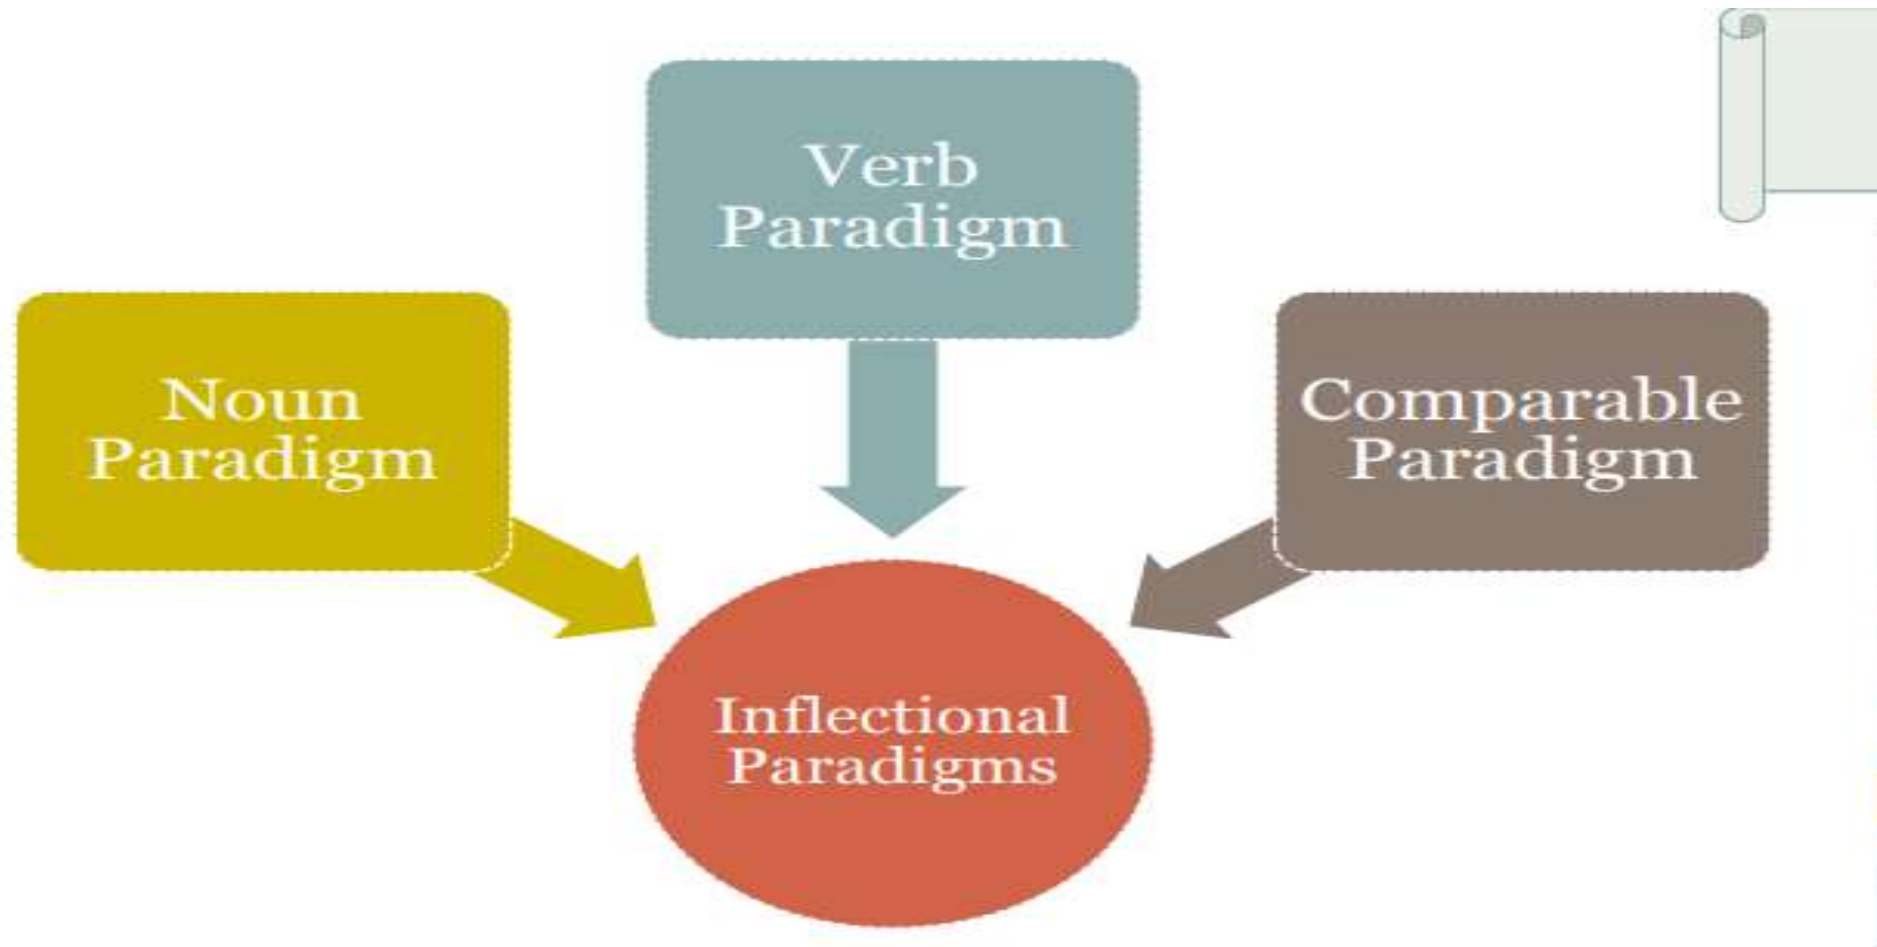 Verb
Paradigm
Noun
Paradigm
Comparable
Paradigm
Inflectional
Paradigms